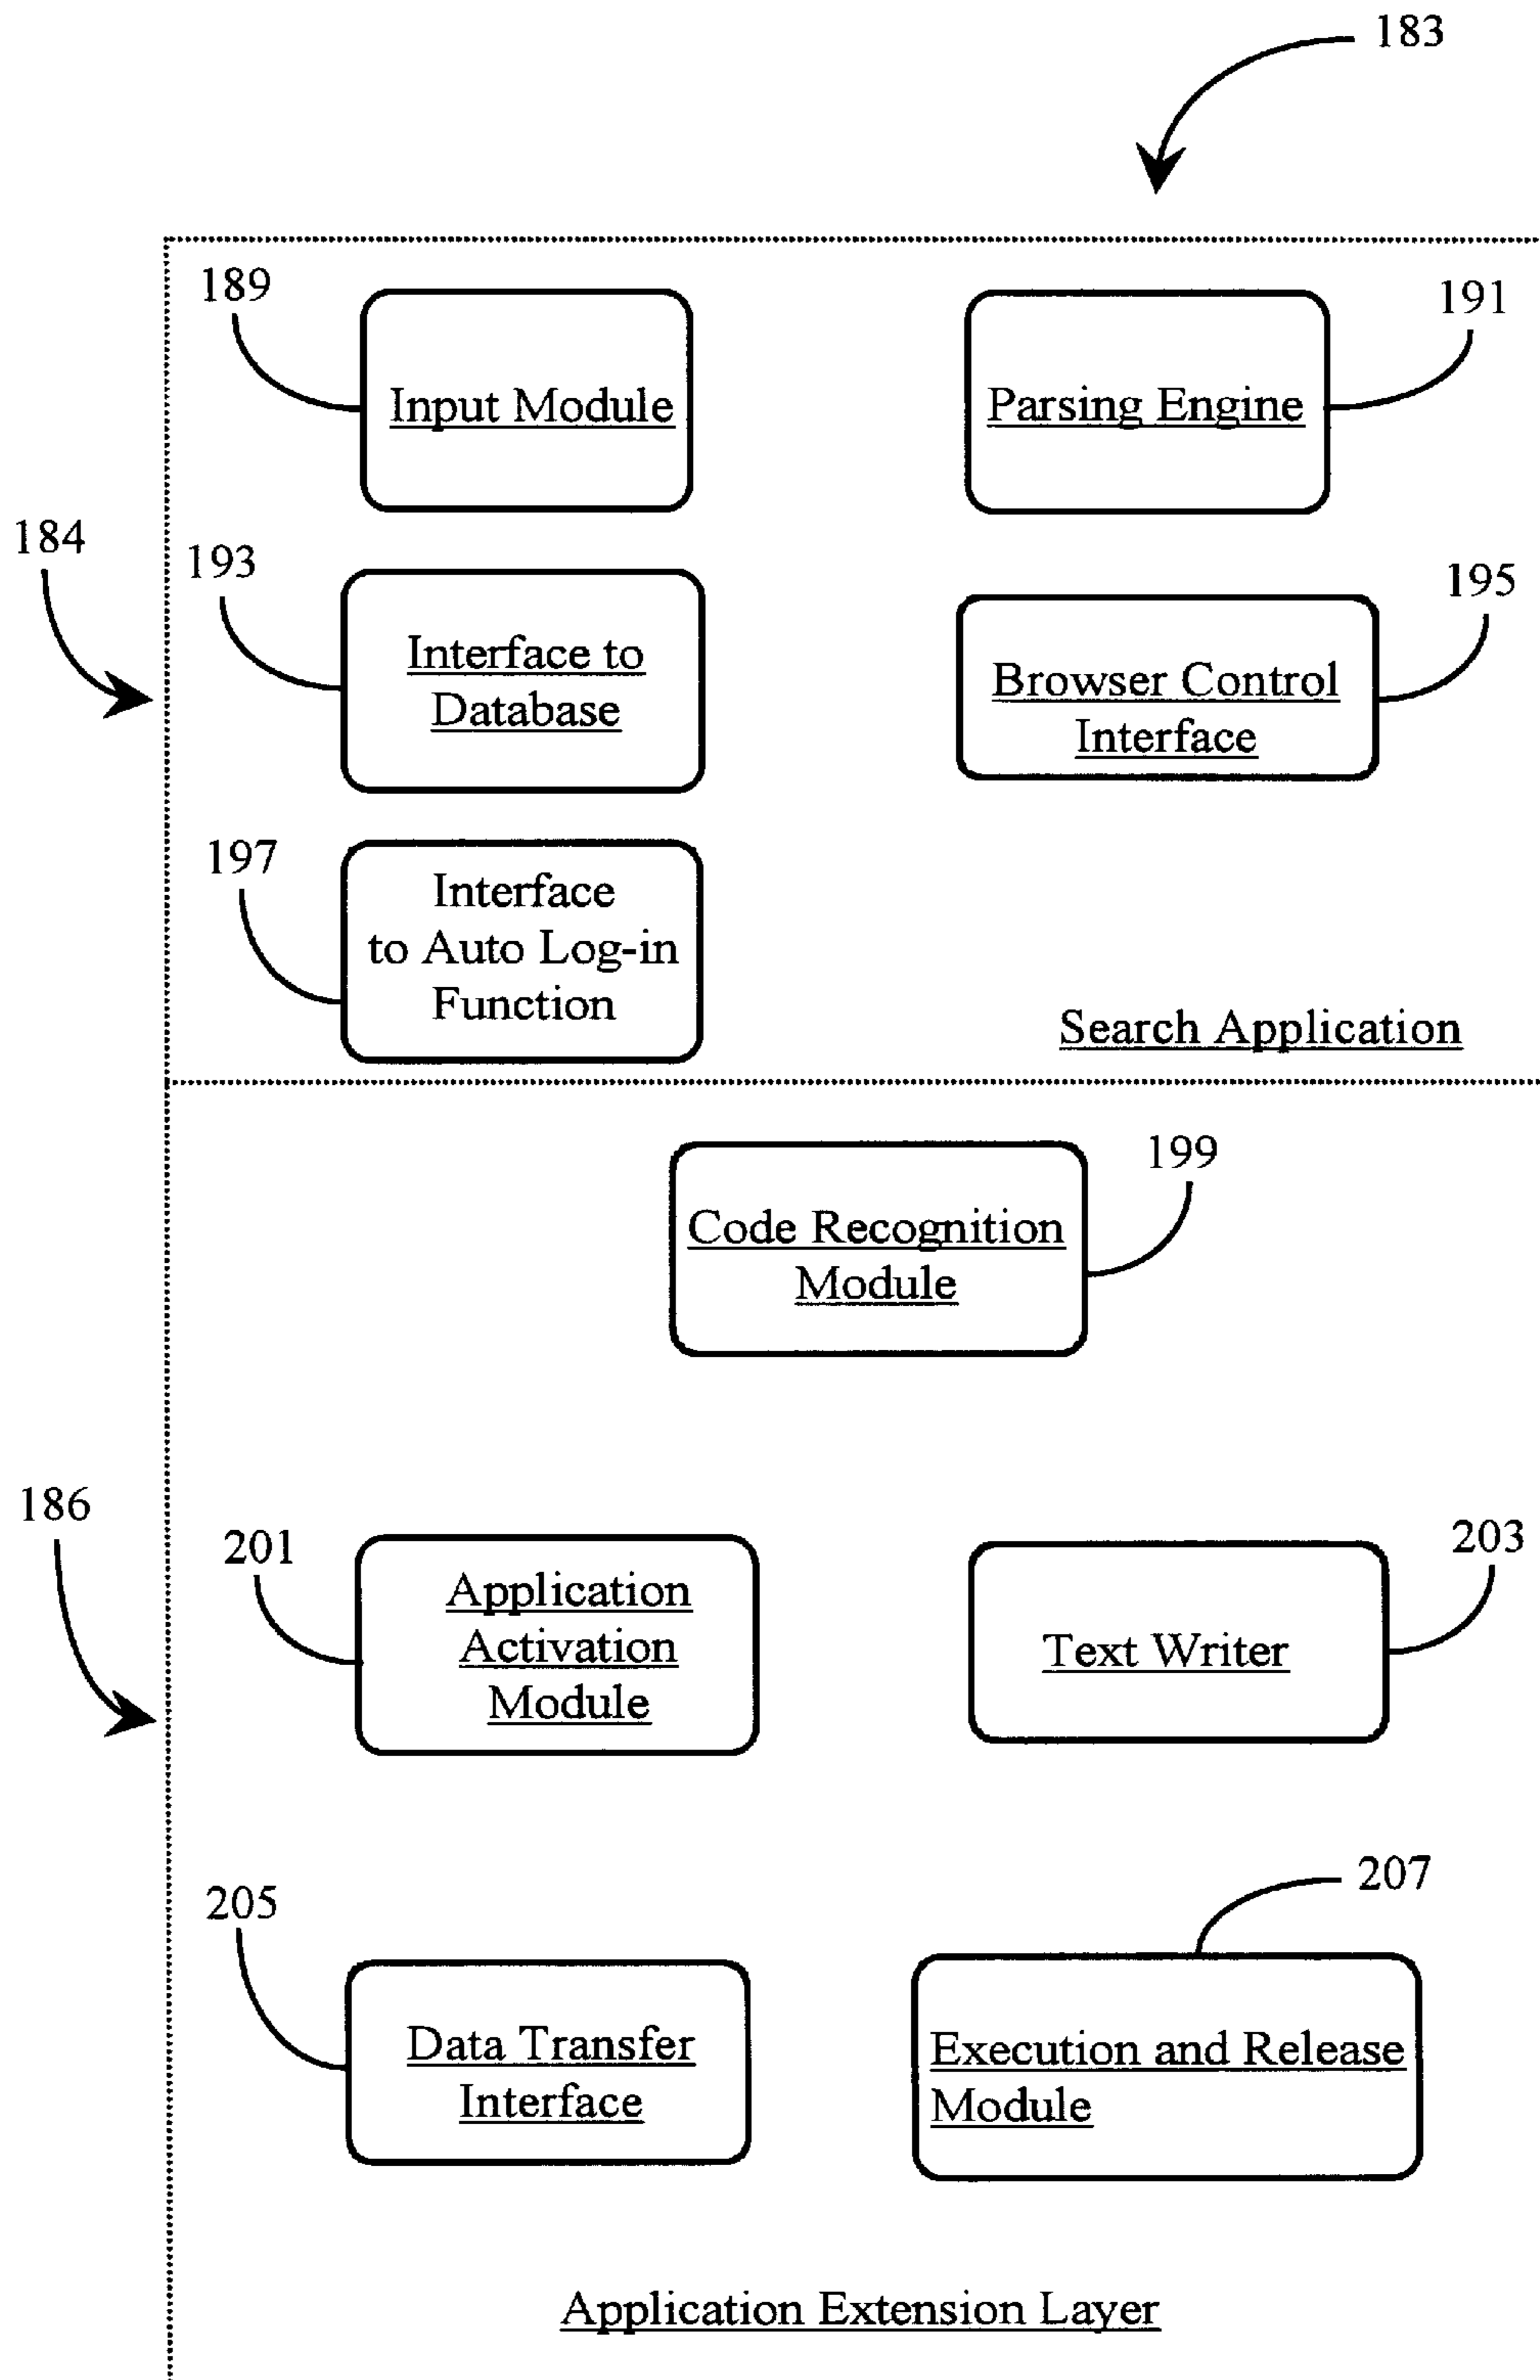 183
189
Input Module
Parsing Engine
191
184
193
Interface to
Database
Browser Control
Interface
195
197
Interface
to Auto Log-in
Function
Search Application
Code Recognition
Module
199
186
201
Application
Activation
Module
Text Writer
203
205
Data Transfer
Interface
207
Execution and Release
Module
Application Extension Layer